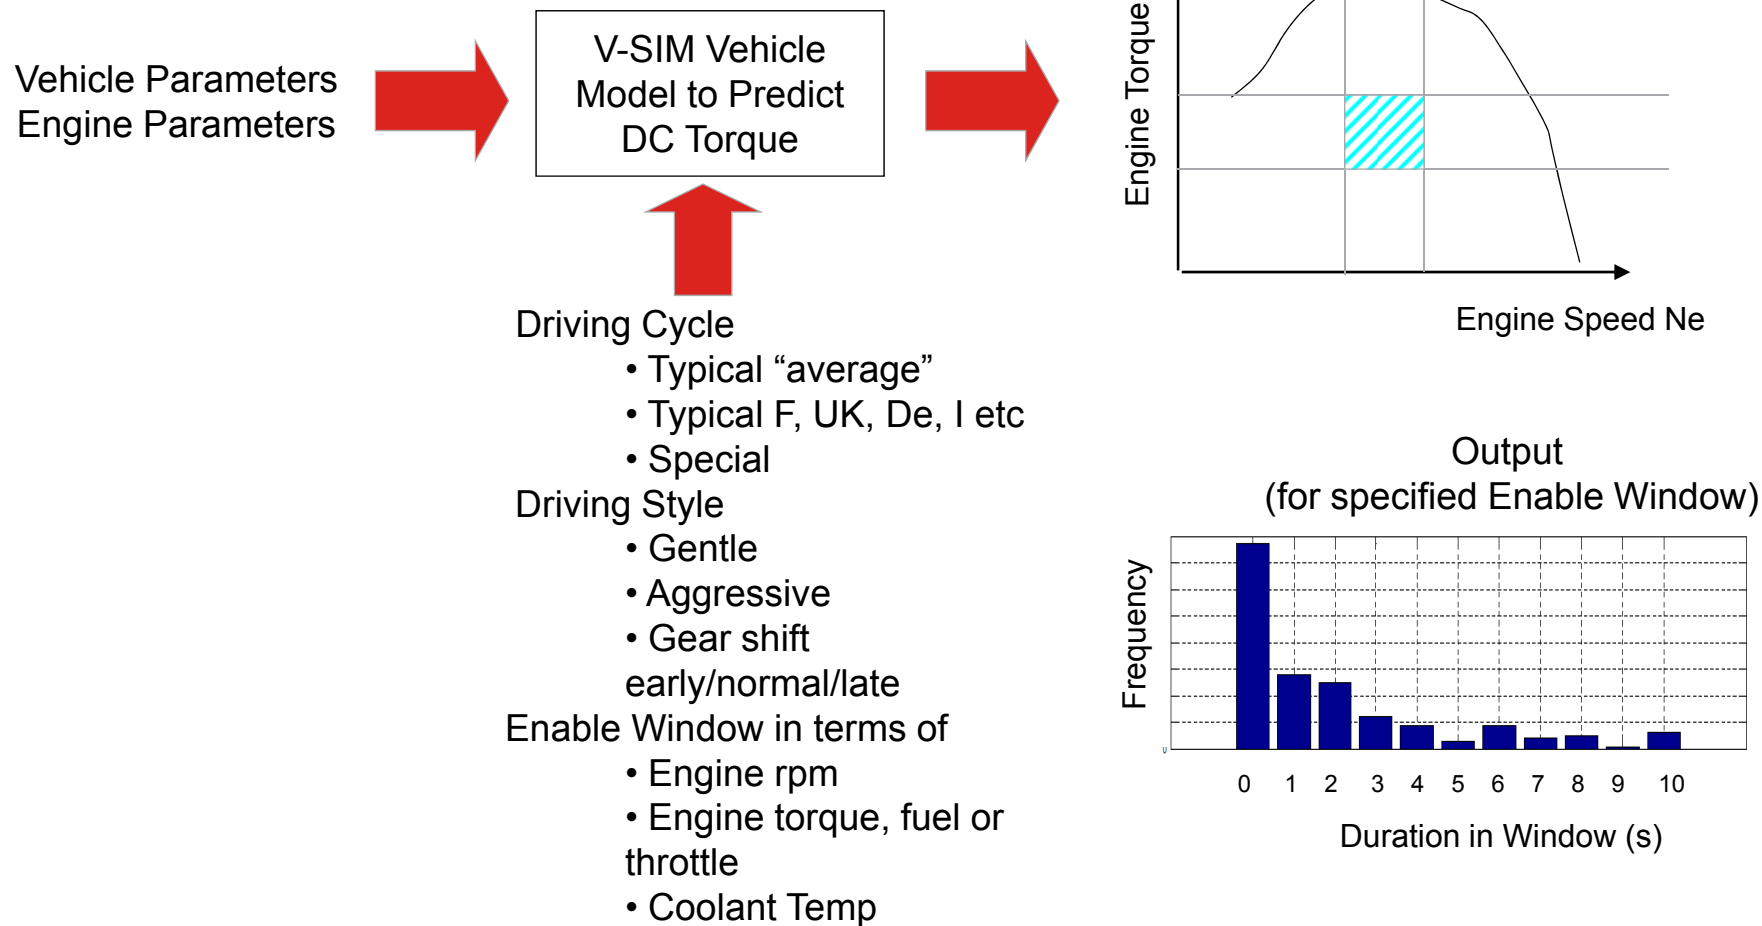 Vehicle Parameters
Engine Parameters
V-SIM Vehicle
Model to Predict
DC Torque
Engine Torque
Engine Speed Ne
Driving Cycle
• Typical “average”
• Typical F, UK, De, I etc
• Special
Driving Style
• Gentle
• Aggressive
• Gear shift
early/normal/late
Enable Window in terms of
• Engine rpm
• Engine torque, fuel or
throttle
• Coolant Temp
Output
(for specified Enable Window)
Frequency
0 1 2 3 4 5 6 7 8 9 10
Duration in Window (s)